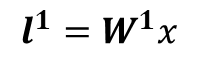 l¹ = W¹x